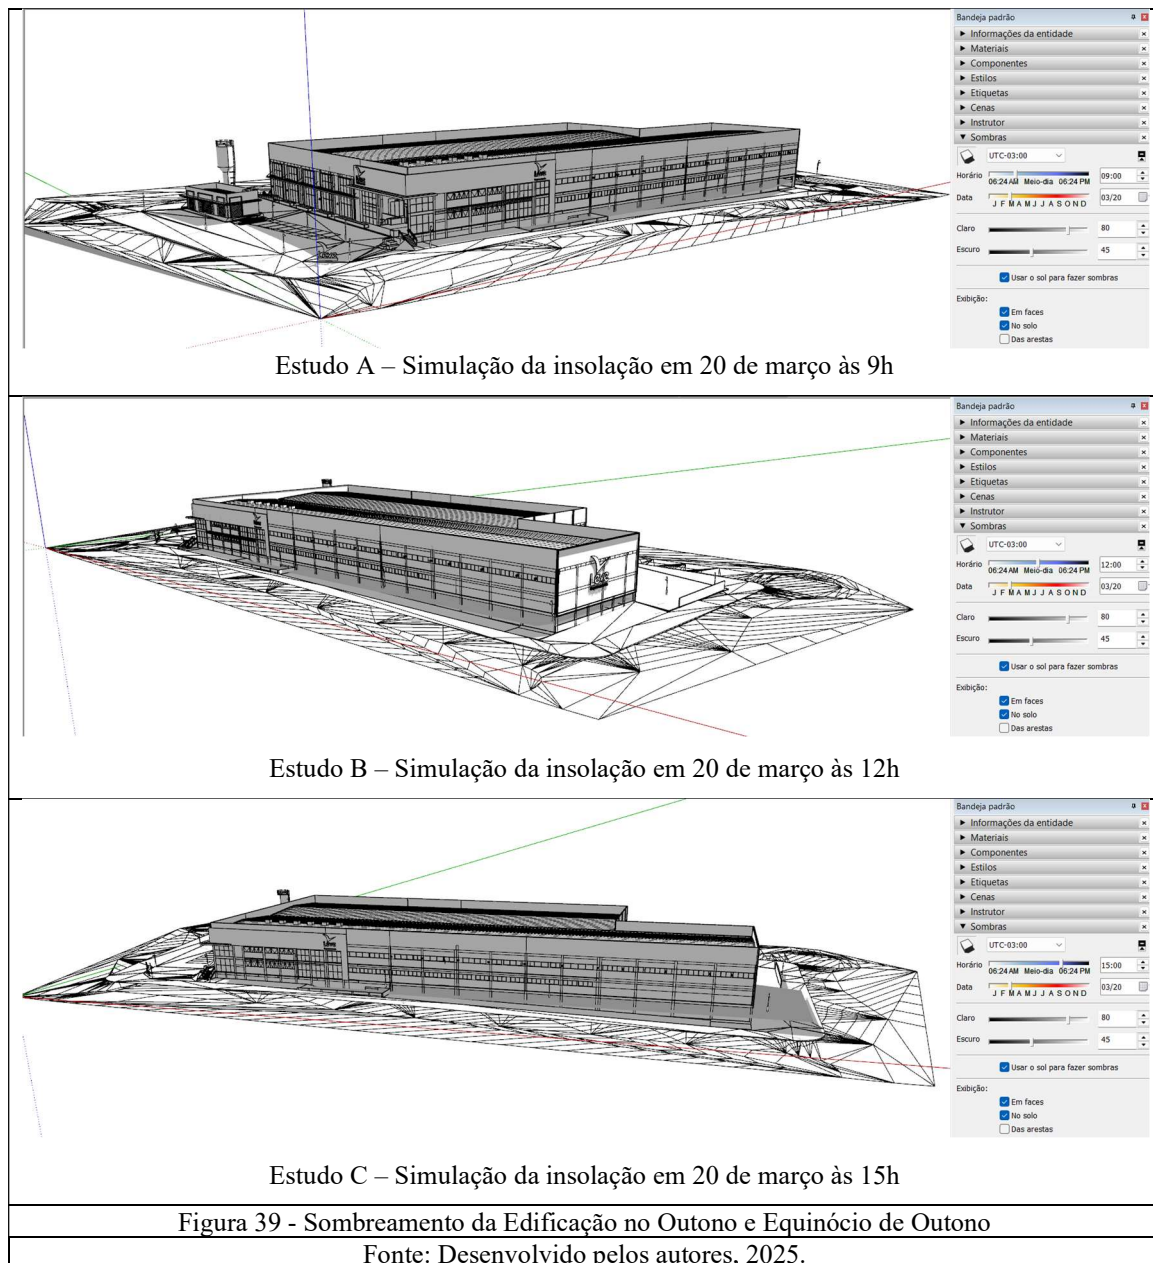 Bandeja padrão
Informações da entidade
Materiais
Componentes
Estilos
Etiquetas
Cenas
Instrutor
Sombras
UTC-03:00
Horário 06:24 AM Meio-dia 06:24 PM 09:00
Data J F M A M J J A S O N D 03/20
Claro 80
Escuro 45
Usar o sol para fazer sombras
Exibição:
Em faces
No solo
Das arestas
Estudo A – Simulação da insolação em 20 de março às 9h
Bandeja padrão
Informações da entidade
Materiais
Componentes
Estilos
Etiquetas
Cenas
Instrutor
Sombras
UTC-03:00
Horário 06:24 AM Meio-dia 06:24 PM 12:00
Data J F M A M J J A S O N D 03/20
Claro 80
Escuro 45
Usar o sol para fazer sombras
Exibição:
Em faces
No solo
Das arestas
Estudo B – Simulação da insolação em 20 de março às 12h
Bandeja padrão
Informações da entidade
Materiais
Componentes
Estilos
Etiquetas
Cenas
Instrutor
Sombras
UTC-03:00
Horário 06:24 AM Meio-dia 06:24 PM 15:00
Data J F M A M J J A S O N D 03/20
Claro 80
Escuro 45
Usar o sol para fazer sombras
Exibição:
Em faces
No solo
Das arestas
Estudo C – Simulação da insolação em 20 de março às 15h
Figura 39 - Sombreamento da Edificação no Outono e Equinócio de Outono
Fonte: Desenvolvido pelos autores, 2025.